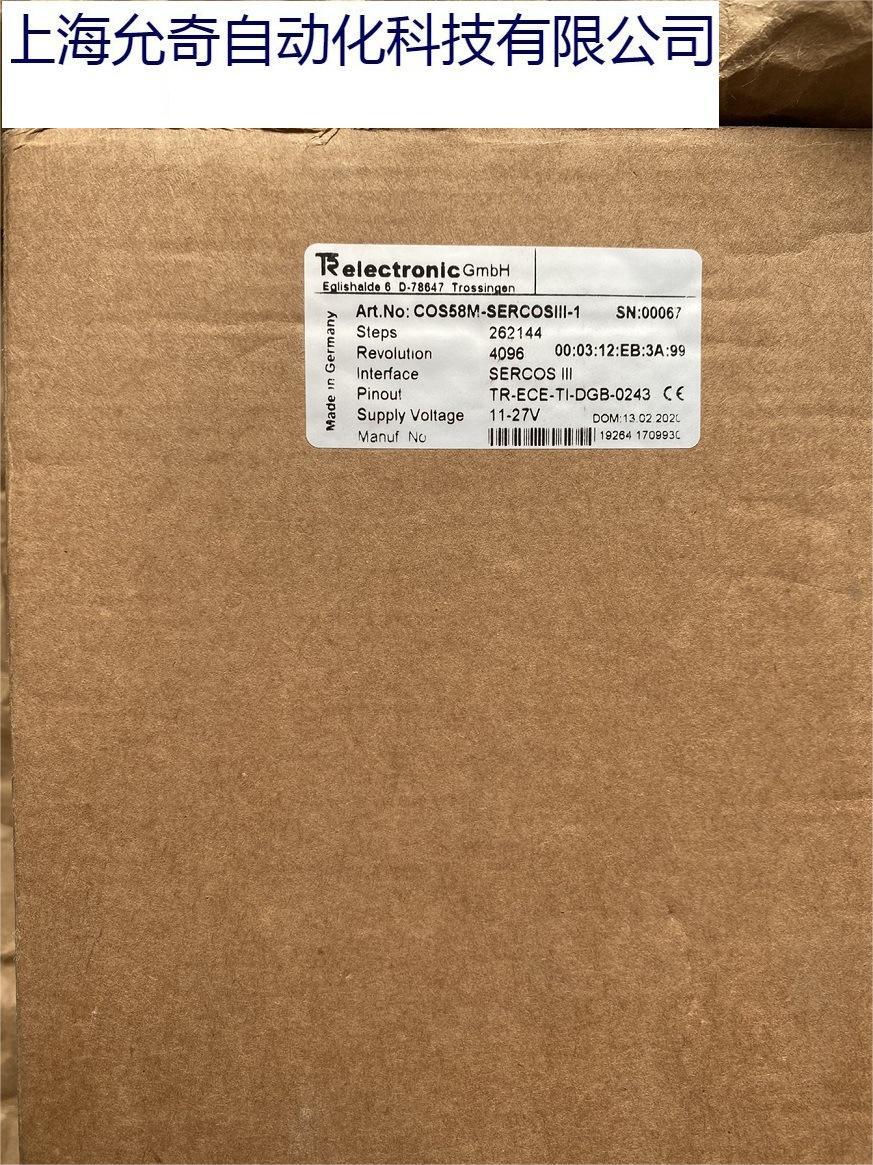 上海允奇自动化科技有限公司
TR electronic GmbH
Eglishalde 6 D-78647 Trossingen
Made in Germany
Art.No: COS58M-SERCOSIII-1 SN:00067
Steps 262144
Revolution 4096 00:03:12:EB:3A:99
Interface SERCOS III
Pinout TR-ECE-TI-DGB-0243 CE
Supply Voltage 11-27V DOM:13.02.2020
Manuf No 19264 170993